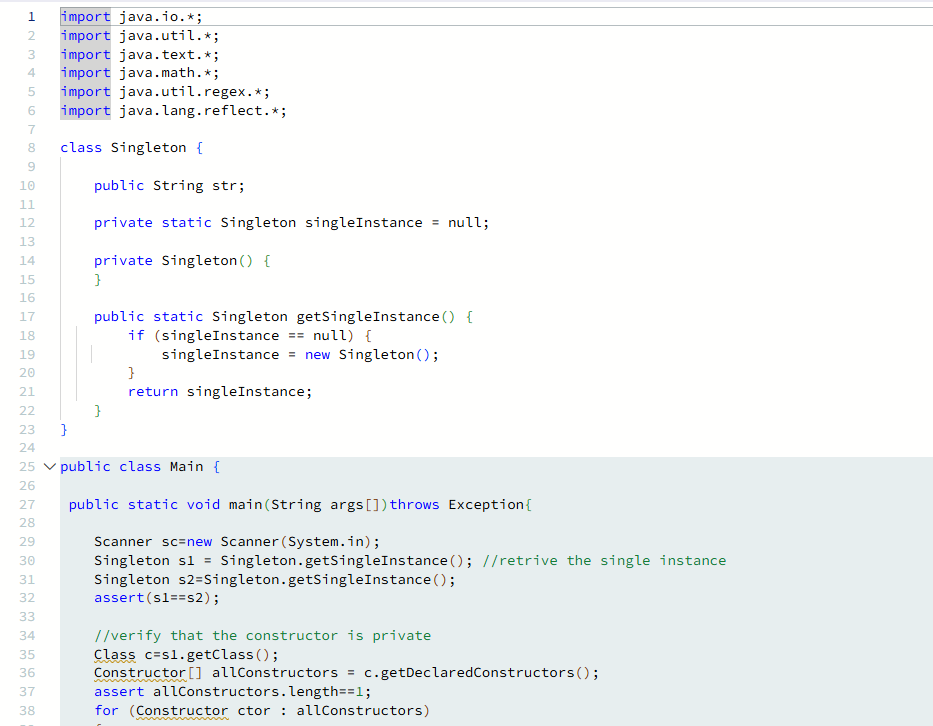 1 import java.io.*;
2 import java.util.*;
3 import java.text.*;
4 import java.math.*;
5 import java.util.regex.*;
6 import java.lang.reflect.*;
7
8 class Singleton {
9
10 public String str;
11
12 private static Singleton singleInstance = null;
13
14 private Singleton() {
15 }
16
17 public static Singleton getSingleInstance() {
18 if (singleInstance == null) {
19 singleInstance = new Singleton();
20 }
21 return singleInstance;
22 }
23 }
24
25 public class Main {
26
27 public static void main(String args[])throws Exception{
28
29 Scanner sc=new Scanner(System.in);
30 Singleton s1 = Singleton.getSingleInstance(); //retrive the single instance
31 Singleton s2=Singleton.getSingleInstance();
32 assert(s1==s2);
33
34 //verify that the constructor is private
35 Class c=s1.getClass();
36 Constructor[] allConstructors = c.getDeclaredConstructors();
37 assert allConstructors.length==1;
38 for (Constructor ctor : allConstructors)